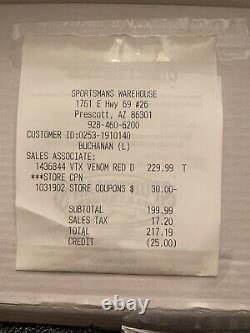 SPORTSMANS WAREHOUSE
1751 E Hwy 69 #26
Prescott, AZ 86301
928-460-6200
CUSTOMER ID:0253-1910140
BUCHANAN (L)
SALES ASSOCIATE:
1436844 VTX VENOM RED D 229.99 T
***STORE CPN
1031902 STORE COUPONS $ 30.00-
SUBTOTAL 199.99
SALES TAX 17.20
TOTAL 217.19
CREDIT (25.00)
ebay